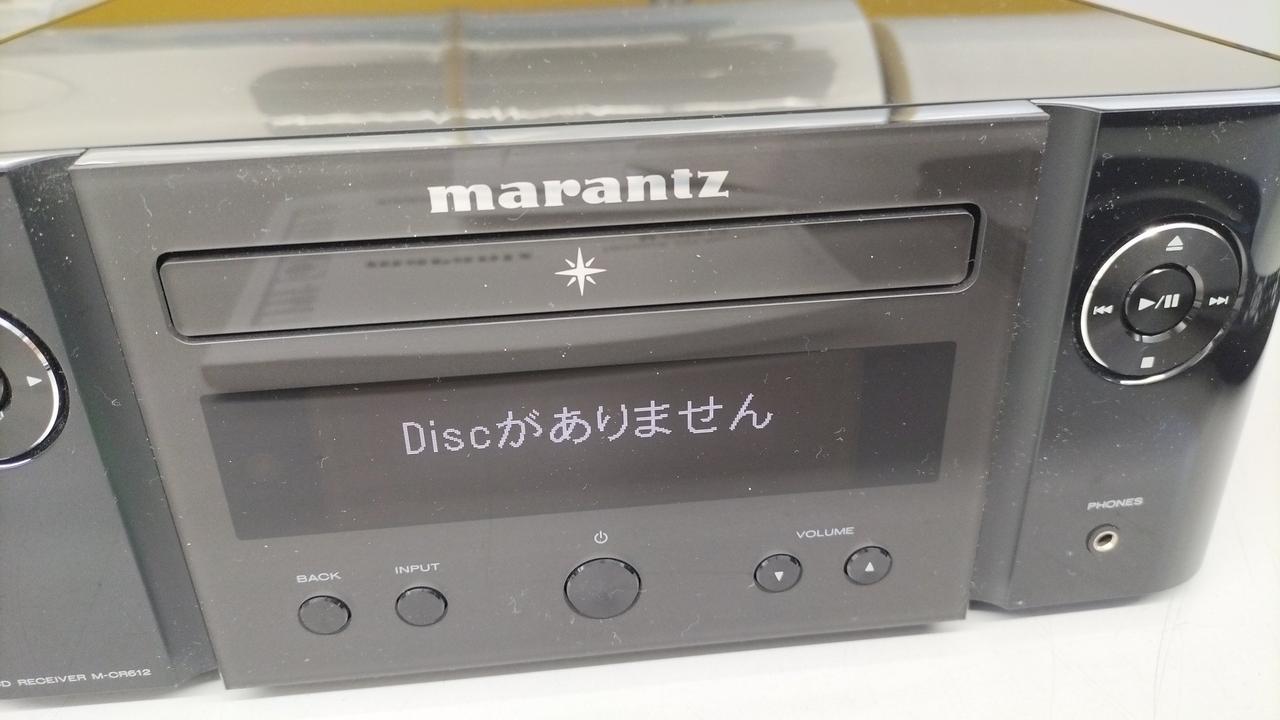 marantz
Discがありません
BACK
INPUT
VOLUME
PHONES
D RECEIVER M-CR612